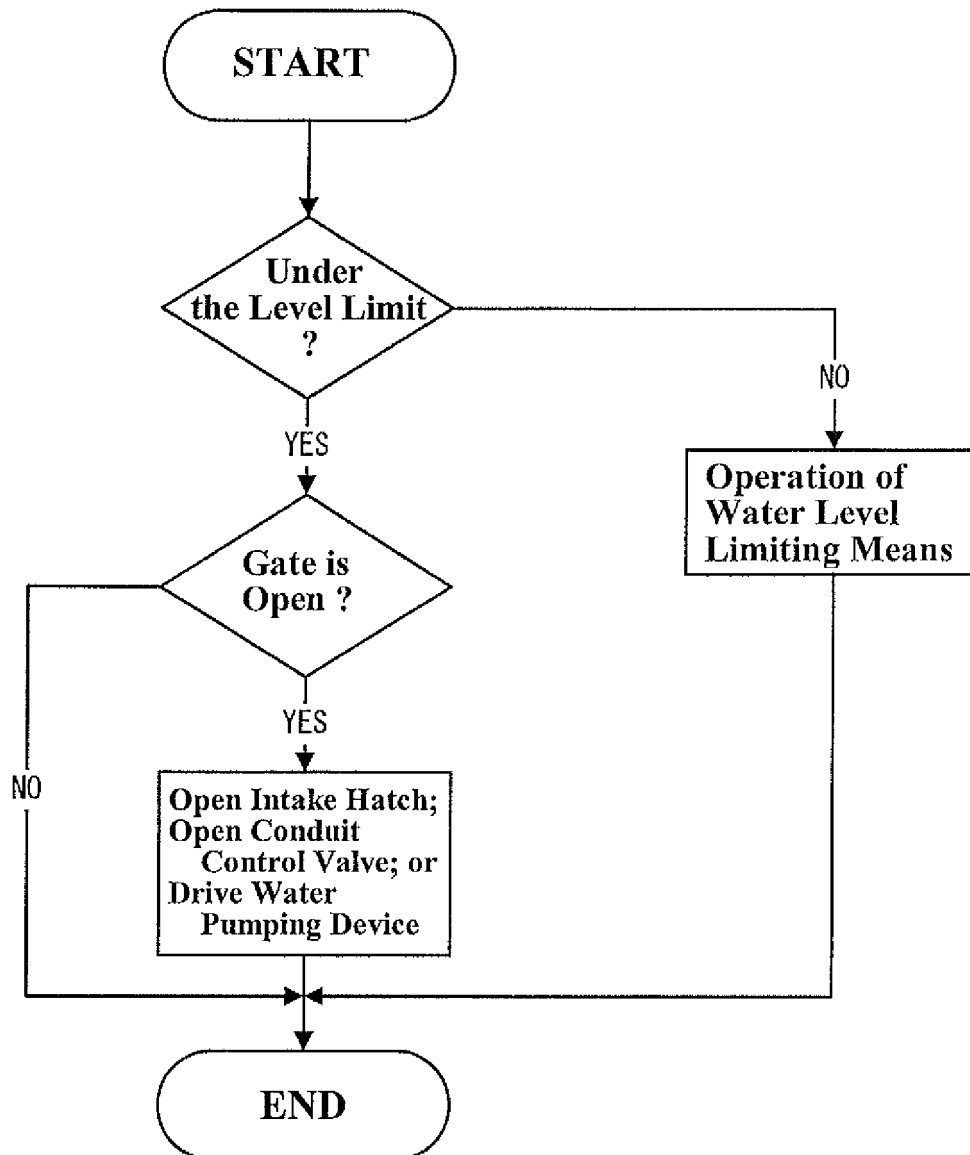 START
Under
the Level Limit
?
NO
YES
Operation of
Water Level
Limiting Means
Gate is
Open ?
YES
NO
Open Intake Hatch;
Open Conduit
Control Valve; or
Drive Water
Pumping Device
END